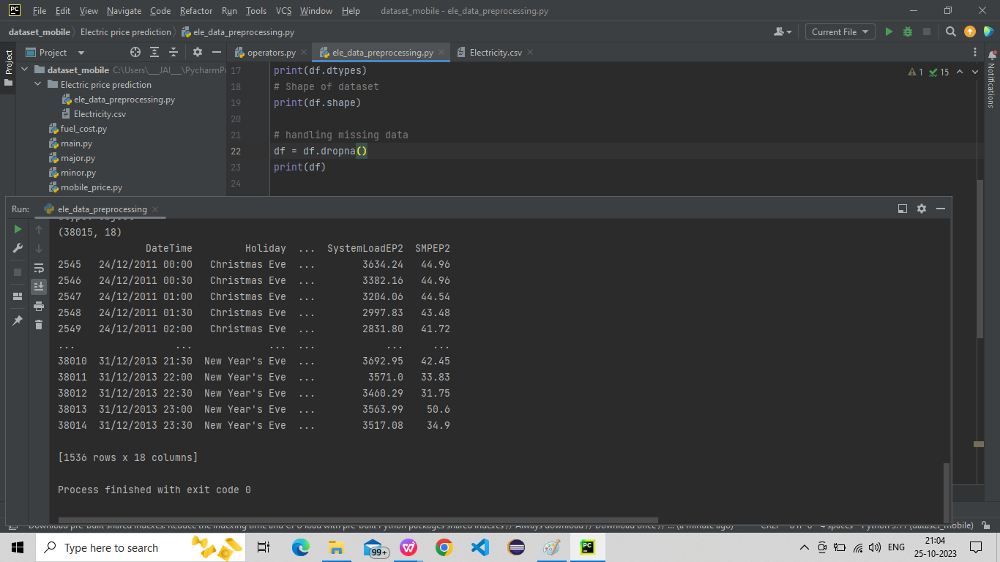 PC File Edit View Navigate Code Refactor Run Tools VCS Window Help dataset_mobile - ele_data_preprocessing.py
dataset_mobile Electric price prediction ele_data_preprocessing.py Current File
Project operators.py ele_data_preprocessing.py Electricity.csv
Project
Notifications
dataset_mobile C:\Users\__JAI__\PycharmP
Electric price prediction
ele_data_preprocessing.py
Electricity.csv
fuel_cost.py
main.py
major.py
minor.py
mobile_price.py
1 15
17 print(df.dtypes)
18 # Shape of dataset
19 print(df.shape)
20
21 # handling missing data
22 df = df.dropna()
23 print(df)
24
Run: ele_data_preprocessing
(38015, 18)
DateTime Holiday ... SystemLoadEP2 SMPEP2
2545 24/12/2011 00:00 Christmas Eve ... 3634.24 44.96
2546 24/12/2011 00:30 Christmas Eve ... 3382.16 44.96
2547 24/12/2011 01:00 Christmas Eve ... 3204.06 44.54
2548 24/12/2011 01:30 Christmas Eve ... 2997.83 43.48
2549 24/12/2011 02:00 Christmas Eve ... 2831.80 41.72
... ... ... ... ... ...
38010 31/12/2013 21:30 New Year's Eve ... 3692.95 42.45
38011 31/12/2013 22:00 New Year's Eve ... 3571.0 33.83
38012 31/12/2013 22:30 New Year's Eve ... 3460.29 31.75
38013 31/12/2013 23:00 New Year's Eve ... 3563.99 50.6
38014 31/12/2013 23:30 New Year's Eve ... 3517.08 34.9
[1536 rows x 18 columns]
Process finished with exit code 0
Download pre-built shared indexes: Reduce the indexing time and CPU load with pre-built Python packages shared indexes // Always download // Download once // ... (a minute ago) CRLF UTF-8 4 spaces Python 3.11 (dataset_mobile)
Type here to search 99+ ENG 21:04
25-10-2023